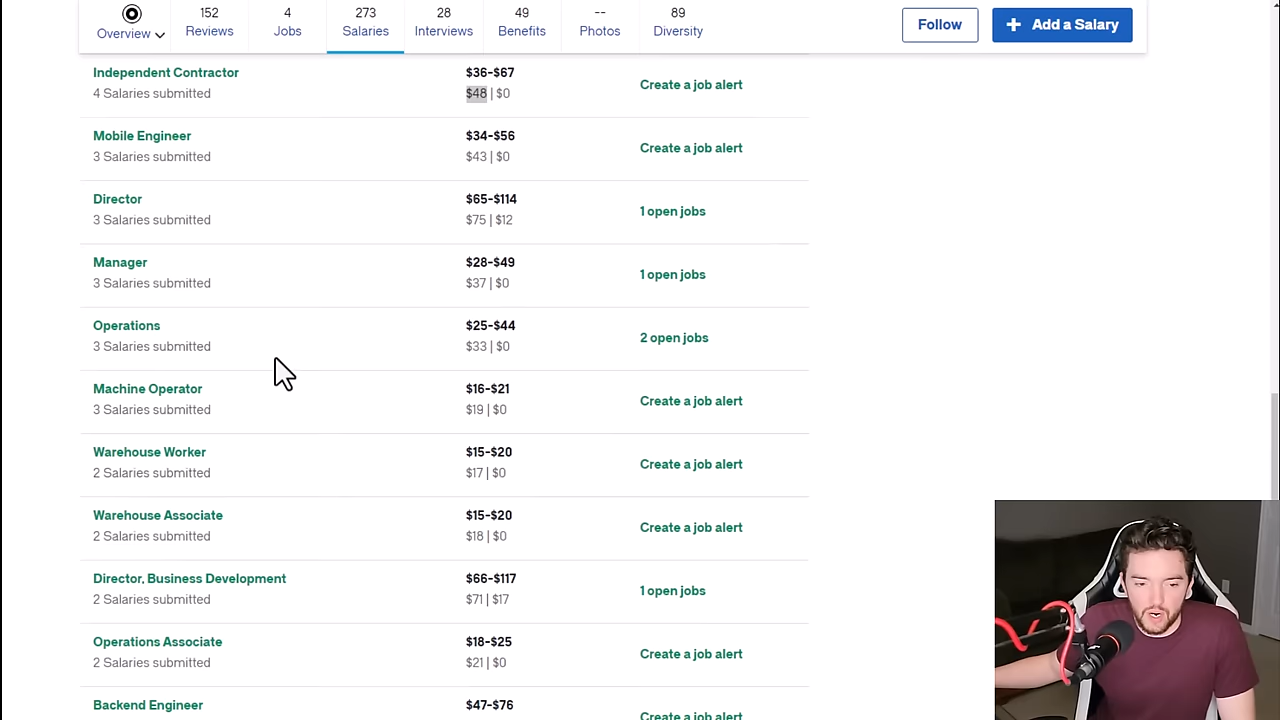 152
4
273
28
49
--
89
Overview
Reviews
Jobs
Salaries
Interviews
Benefits
Photos
Diversity
Follow
+ Add a Salary
Independent Contractor
$36-$67
4 Salaries submitted
$48 | $0
Create a job alert
Mobile Engineer
$34-$56
3 Salaries submitted
$43 | $0
Create a job alert
Director
$65-$114
3 Salaries submitted
$75 | $12
1 open jobs
Manager
$28-$49
3 Salaries submitted
$37 | $0
1 open jobs
Operations
$25-$44
3 Salaries submitted
$33 | $0
2 open jobs
Machine Operator
$16-$21
3 Salaries submitted
$19 | $0
Create a job alert
Warehouse Worker
$15-$20
2 Salaries submitted
$17 | $0
Create a job alert
Warehouse Associate
$15-$20
2 Salaries submitted
$18 | $0
Create a job alert
Director, Business Development
$66-$117
2 Salaries submitted
$71 | $17
1 open jobs
Operations Associate
$18-$25
2 Salaries submitted
$21 | $0
Create a job alert
Backend Engineer
$47-$76
Create a job alert